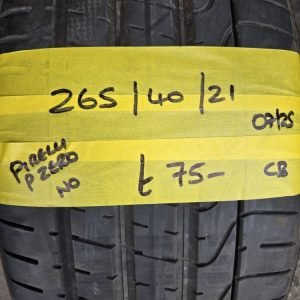 265/40/21
07/25
PIRELLI
P ZERO
NO
£ 75- CB